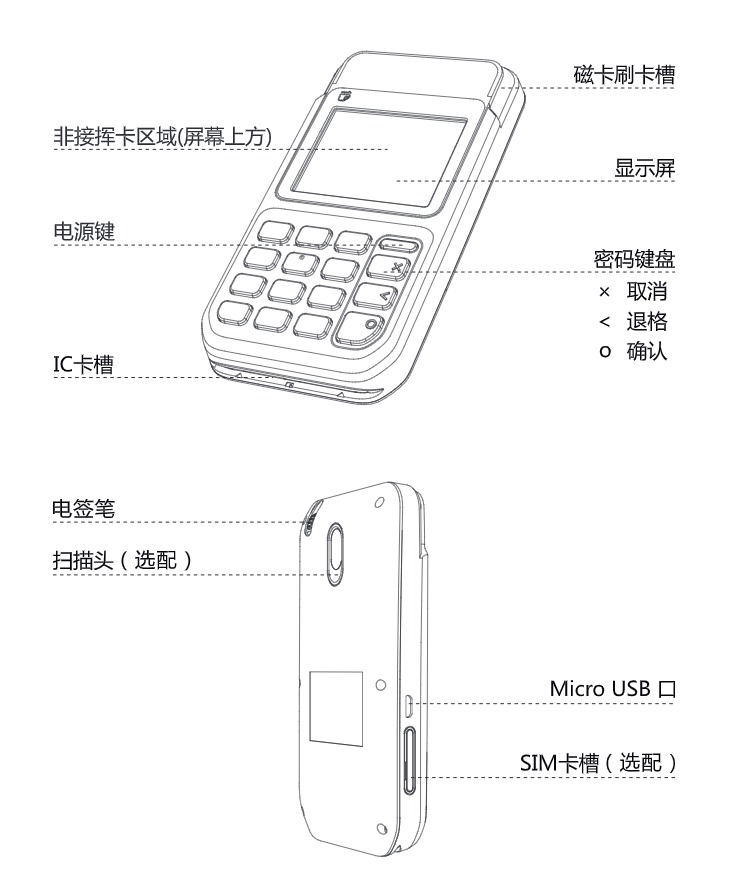 磁卡刷卡槽
非接挥卡区域(屏幕上方)
显示屏
电源键
密码键盘
× 取消
< 退格
o 确认
IC卡槽
电签笔
扫描头（选配）
Micro USB 口
SIM卡槽（选配）